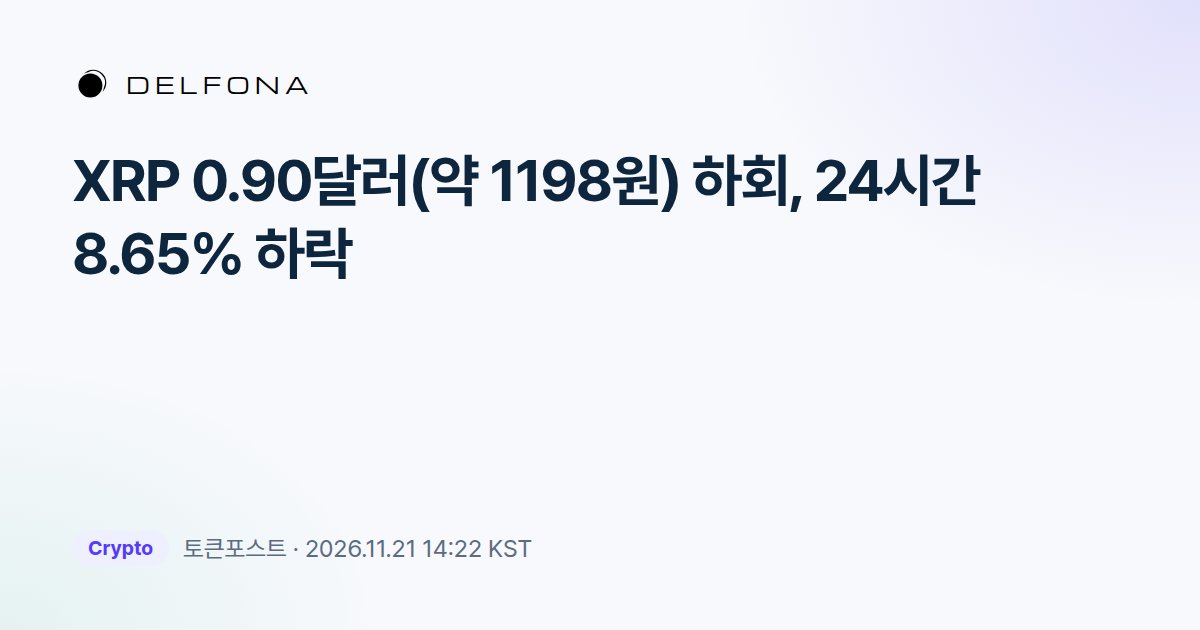 DELFONA
XRP 0.90달러(약 1198원) 하회, 24시간
8.65% 하락
Crypto 토큰포스트 · 2026.11.21 14:22 KST